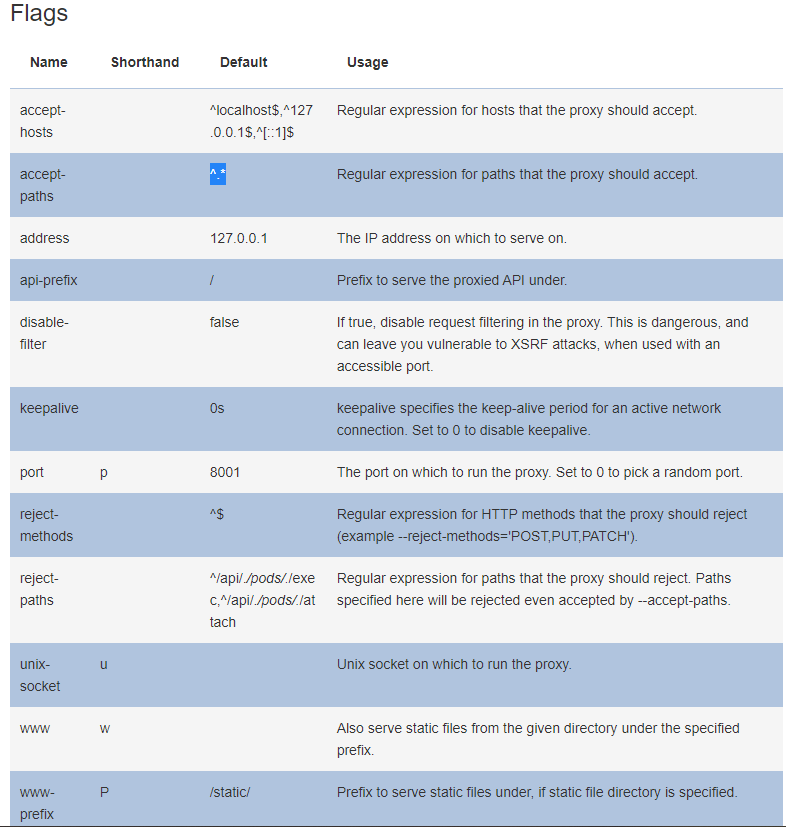 Flags
Name Shorthand Default Usage
accept- ^localhost$,^127 Regular expression for hosts that the proxy should accept.
hosts .0.0.1$,^[::1]$
accept- ^.* Regular expression for paths that the proxy should accept.
paths
address 127.0.0.1 The IP address on which to serve on.
api-prefix / Prefix to serve the proxied API under.
disable- false If true, disable request filtering in the proxy. This is dangerous, and
filter can leave you vulnerable to XSRF attacks, when used with an
accessible port.
keepalive 0s keepalive specifies the keep-alive period for an active network
connection. Set to 0 to disable keepalive.
port p 8001 The port on which to run the proxy. Set to 0 to pick a random port.
reject- ^$ Regular expression for HTTP methods that the proxy should reject
methods (example --reject-methods='POST,PUT,PATCH').
reject- ^/api/./pods/./exe Regular expression for paths that the proxy should reject. Paths
paths c,^/api/./pods/./at specified here will be rejected even accepted by --accept-paths.
tach
unix- u Unix socket on which to run the proxy.
socket
www w Also serve static files from the given directory under the specified
prefix.
www- P /static/ Prefix to serve static files under, if static file directory is specified.
prefix